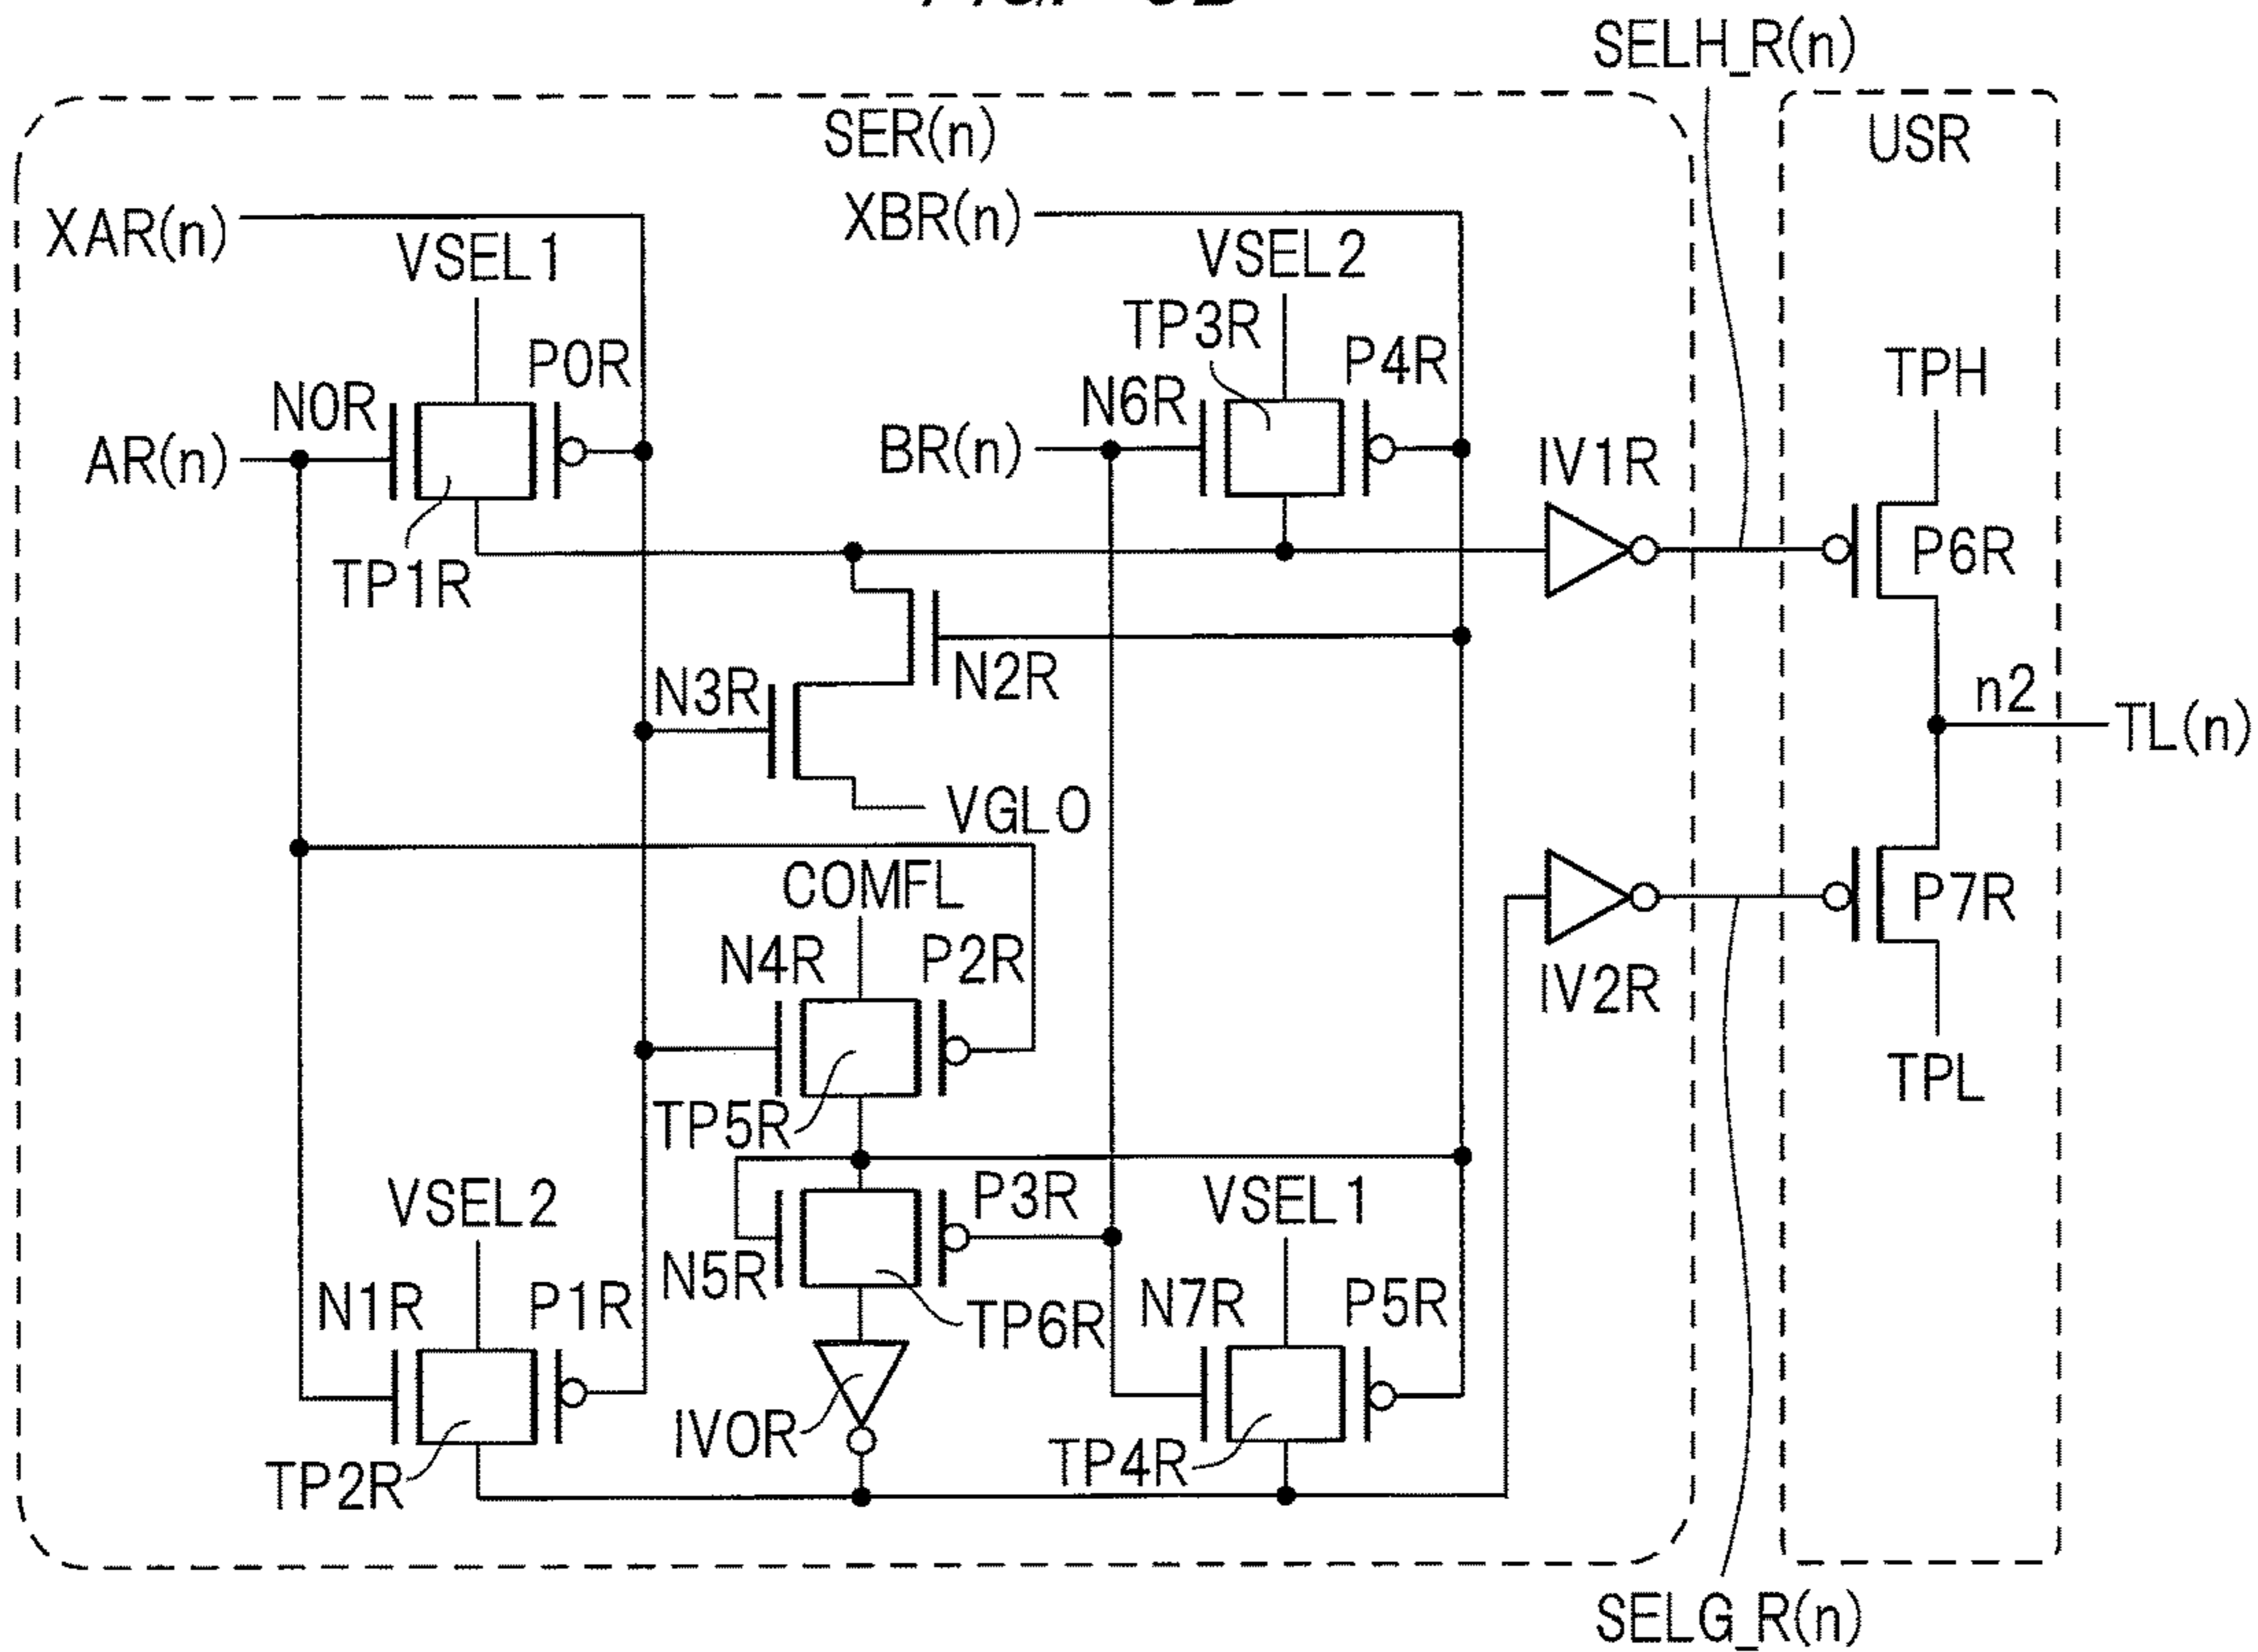 SELH_R(n)
SER(n)
USR
XAR(n)
XBR(n)
VSEL1
VSEL2
TP3R
P0R
P4R
TPH
N0R
N6R
AR(n)
BR(n)
IV1R
P6R
TP1R
N3R
N2R
n2
TL(n)
VGLO
COMFL
P7R
N4R
P2R
IV2R
TPL
TP5R
VSEL2
P3R
VSEL1
N5R
N1R
P1R
TP6R
N7R
P5R
IVOR
TP2R
TP4R
SELG_R(n)